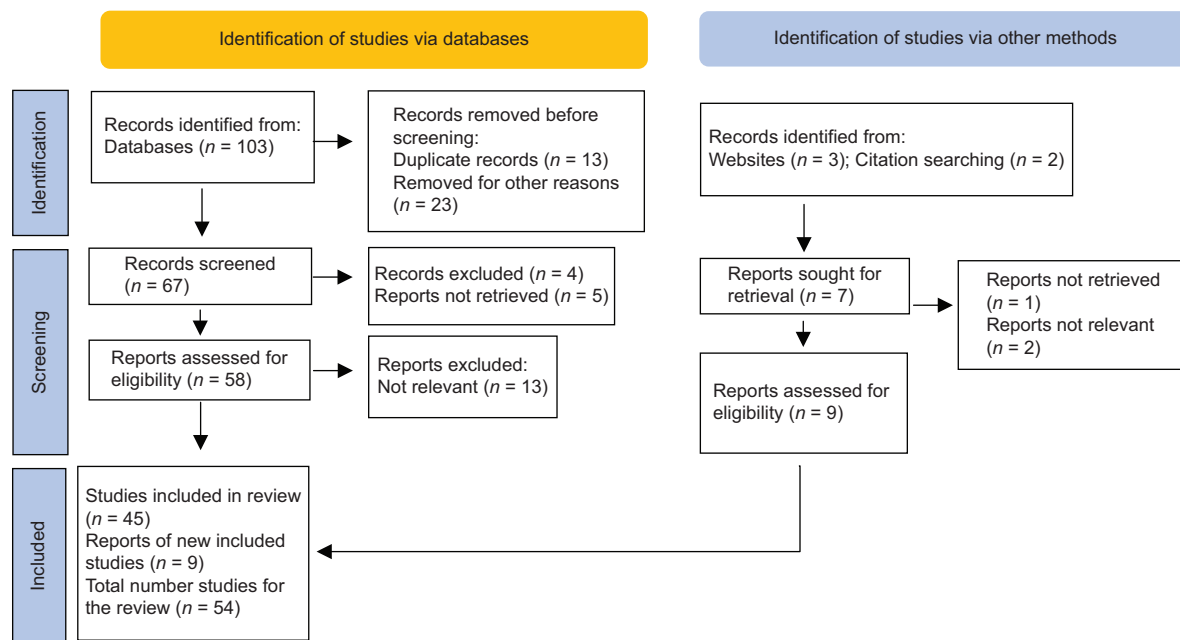 Identification of studies via databases
Identification of studies via other methods
Identification
Records identified from:
Databases (n = 103)
Records removed before
screening:
Duplicate records (n = 13)
Removed for other reasons
(n = 23)
Records identified from:
Websites (n = 3); Citation searching (n = 2)
Screening
Records screened
(n = 67)
Records excluded (n = 4)
Reports not retrieved (n = 5)
Reports sought for
retrieval (n = 7)
Reports not retrieved
(n = 1)
Reports not relevant
(n = 2)
Reports assessed for
eligibility (n = 58)
Reports excluded:
Not relevant (n = 13)
Reports assessed for
eligibility (n = 9)
Included
Studies included in review
(n = 45)
Reports of new included
studies (n = 9)
Total number studies for
the review (n = 54)